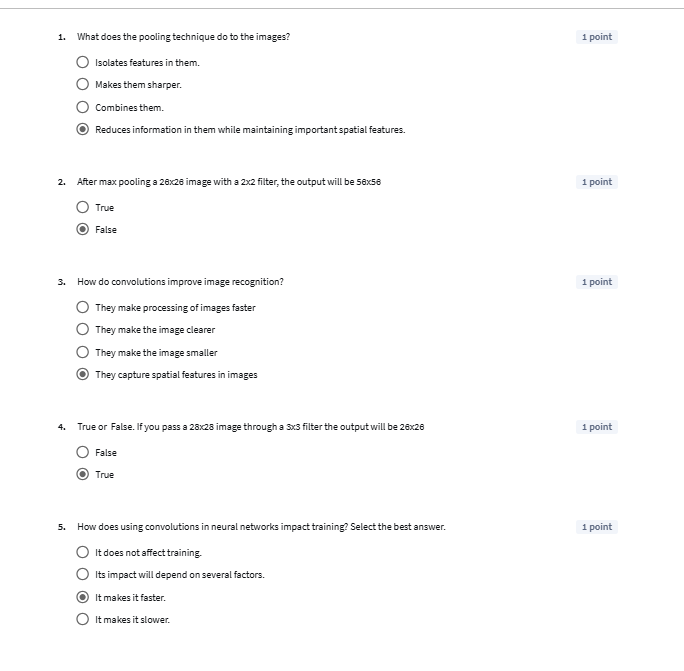 1. What does the pooling technique do to the images? 1 point
Isolates features in them.
Makes them sharper.
Combines them.
Reduces information in them while maintaining important spatial features.
2. After max pooling a 26x26 image with a 2x2 filter, the output will be 56x56 1 point
True
False
3. How do convolutions improve image recognition? 1 point
They make processing of images faster
They make the image clearer
They make the image smaller
They capture spatial features in images
4. True or False. If you pass a 28x28 image through a 3x3 filter the output will be 26x26 1 point
False
True
5. How does using convolutions in neural networks impact training? Select the best answer. 1 point
It does not affect training.
Its impact will depend on several factors.
It makes it faster.
It makes it slower.